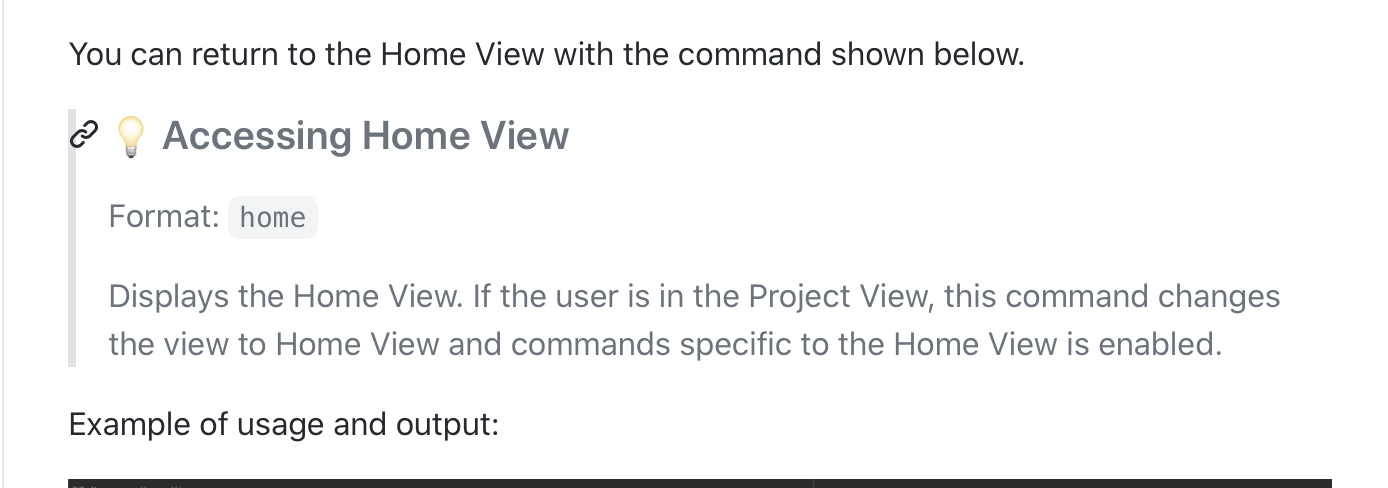 You can return to the Home View with the command shown below.
💡 Accessing Home View
Format: home
Displays the Home View. If the user is in the Project View, this command changes
the view to Home View and commands specific to the Home View is enabled.
Example of usage and output: